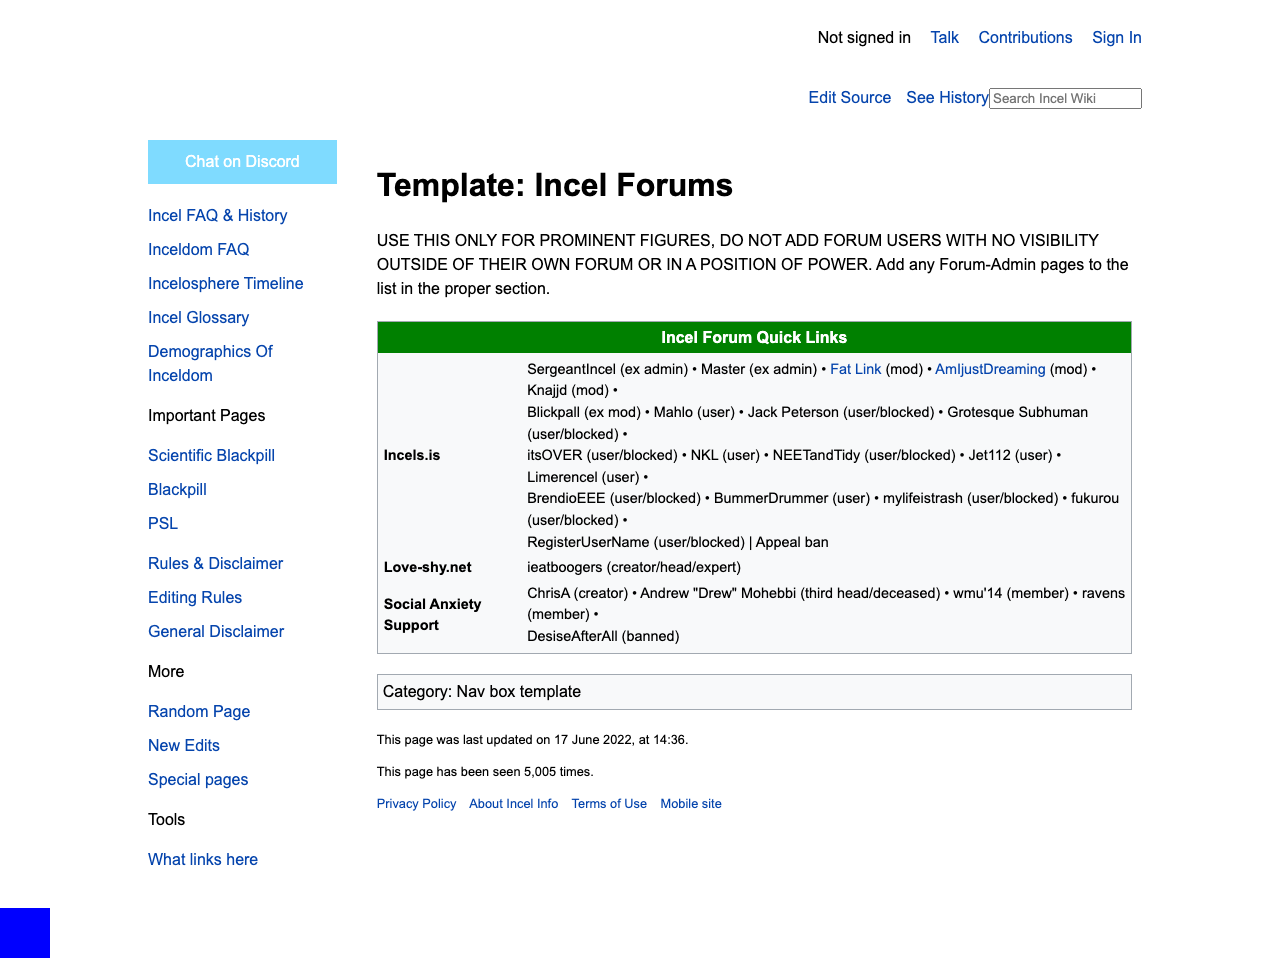 Not signed in Talk Contributions Sign In
Edit Source See History Search Incel Wiki
Chat on Discord
Incel FAQ & History
Inceldom FAQ
Incelosphere Timeline
Incel Glossary
Demographics Of
Inceldom
Important Pages
Scientific Blackpill
Blackpill
PSL
Rules & Disclaimer
Editing Rules
General Disclaimer
More
Random Page
New Edits
Special pages
Tools
What links here
Template: Incel Forums
USE THIS ONLY FOR PROMINENT FIGURES, DO NOT ADD FORUM USERS WITH NO VISIBILITY
OUTSIDE OF THEIR OWN FORUM OR IN A POSITION OF POWER. Add any Forum-Admin pages to the
list in the proper section.
Incel Forum Quick Links
Incels.is
SergeantIncel (ex admin) • Master (ex admin) • Fat Link (mod) • AmIjustDreaming (mod) •
Knajjd (mod) •
Blickpall (ex mod) • Mahlo (user) • Jack Peterson (user/blocked) • Grotesque Subhuman
(user/blocked) •
itsOVER (user/blocked) • NKL (user) • NEETandTidy (user/blocked) • Jet112 (user) •
Limerencel (user) •
BrendioEEE (user/blocked) • BummerDrummer (user) • mylifeistrash (user/blocked) • fukurou
(user/blocked) •
RegisterUserName (user/blocked) | Appeal ban
Love-shy.net
ieatboogers (creator/head/expert)
Social Anxiety
Support
ChrisA (creator) • Andrew "Drew" Mohebbi (third head/deceased) • wmu'14 (member) • ravens
(member) •
DesiseAfterAll (banned)
Category: Nav box template
This page was last updated on 17 June 2022, at 14:36.
This page has been seen 5,005 times.
Privacy Policy About Incel Info Terms of Use Mobile site